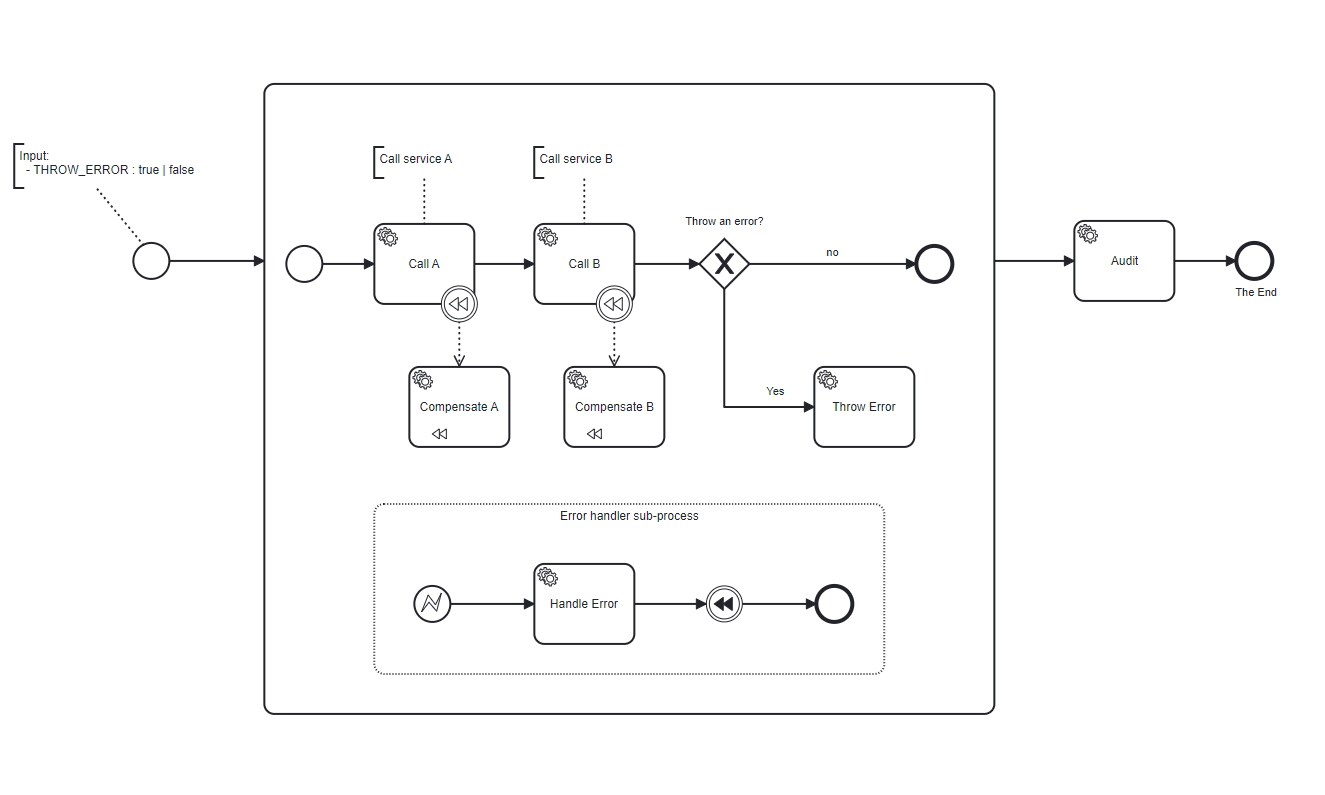 Input:
- THROW_ERROR : true | false
Call service A
Call service B
Throw an error?
Call A
Call B
no
Audit
The End
Compensate A
Compensate B
Yes
Throw Error
Error handler sub-process
Handle Error